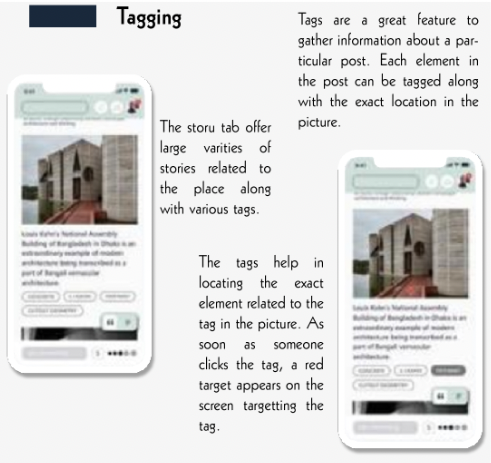 Tagging
Tags are a great feature to
gather information about a par-
ticular post. Each element in
the post can be tagged along
with the exact location in the
picture.
The storu tab offer
large varities of
stories related to
the place along
with various tags.
Louis Kahn's National Assembly
Building of Bangladesh in Dhaka is an
extraordinary example of modern
architecture being transcribed as a
part of Bangali vernacular
architecture.
The tags help in
locating the exact
element related to the
tag in the picture. As
soon as someone
clicks the tag, a red
target appears on the
screen targetting the
tag.
Louis Kahn's National Assembly
Building of Bangladesh in Dhaka is an
extraordinary example of modern
architecture being transcribed as a
part of Bangali vernacular
architecture.